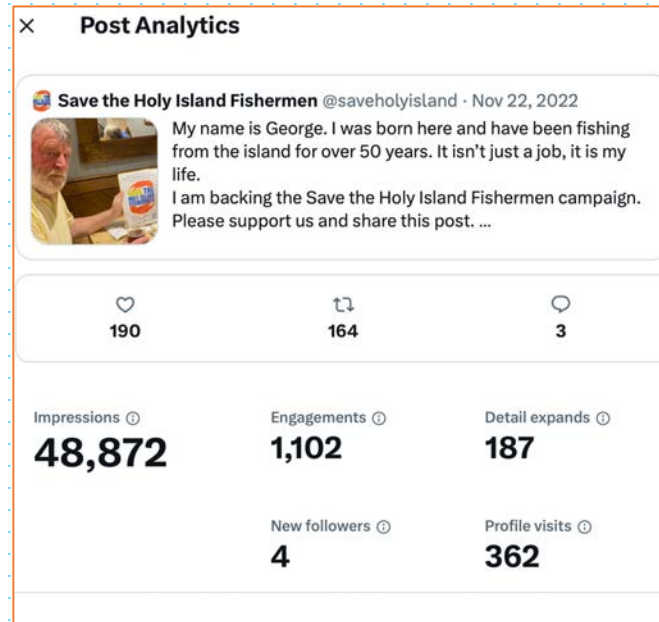 Post Analytics
Save the Holy Island Fishermen @saveholyisland · Nov 22, 2022
My name is George. I was born here and have been fishing
from the island for over 50 years. It isn't just a job, it is my
life.
I am backing the Save the Holy Island Fishermen campaign.
Please support us and share this post. ...
190 164 3
Impressions Engagements Detail expands
48,872 1,102 187
New followers Profile visits
4 362